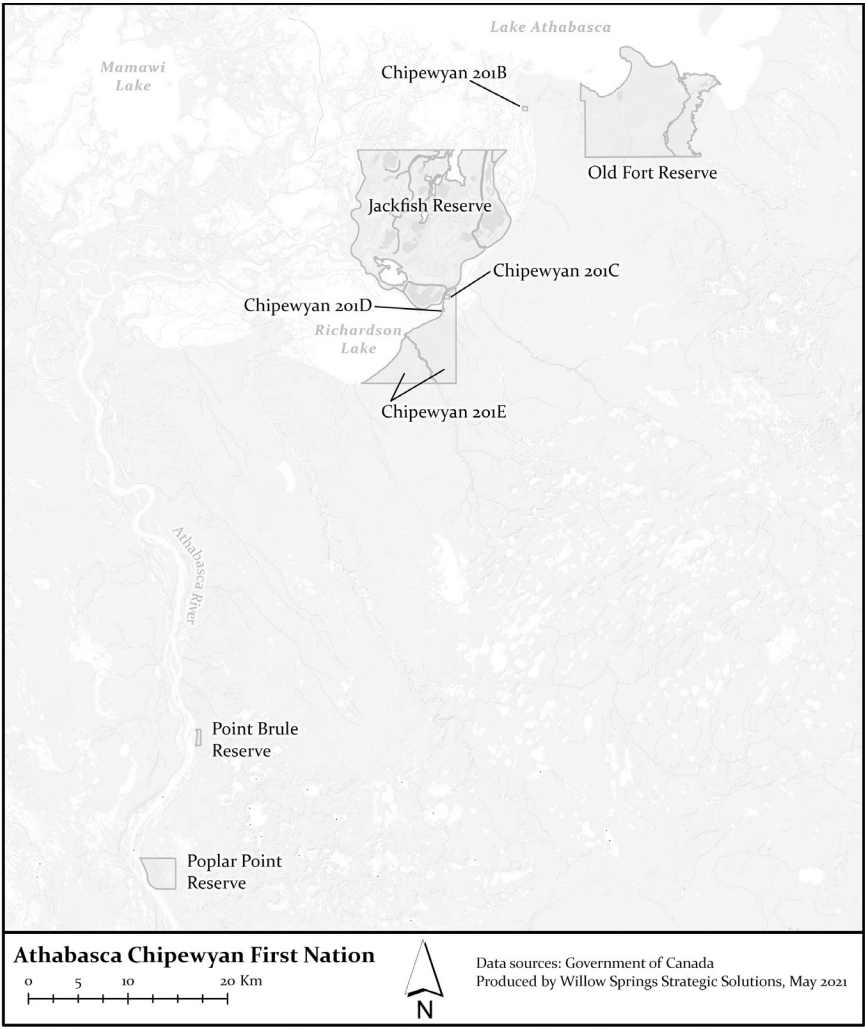 Lake Athabasca
Mamawi
Lake
Chipewyan 201B
Old Fort Reserve
Jackfish Reserve
Chipewyan 201C
Chipewyan 201D
Richardson
Lake
Chipewyan 201E
Athabasca River
Point Brule
Reserve
Poplar Point
Reserve
Athabasca Chipewyan First Nation
0 5 10 20 Km
N
Data sources: Government of Canada
Produced by Willow Springs Strategic Solutions, May 2021